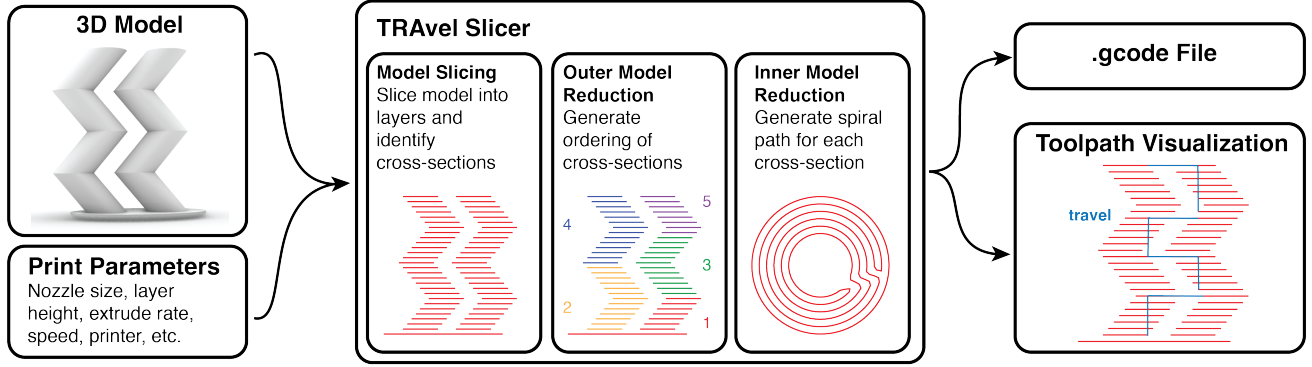 3D Model
Print Parameters
Nozzle size, layer
height, extrude rate,
speed, printer, etc.
TRAvel Slicer
Model Slicing
Slice model into
layers and
identify
cross-sections
Outer Model
Reduction
Generate
ordering of
cross-sections
4
5
3
2
1
Inner Model
Reduction
Generate spiral
path for each
cross-section
.gcode File
Toolpath Visualization
travel